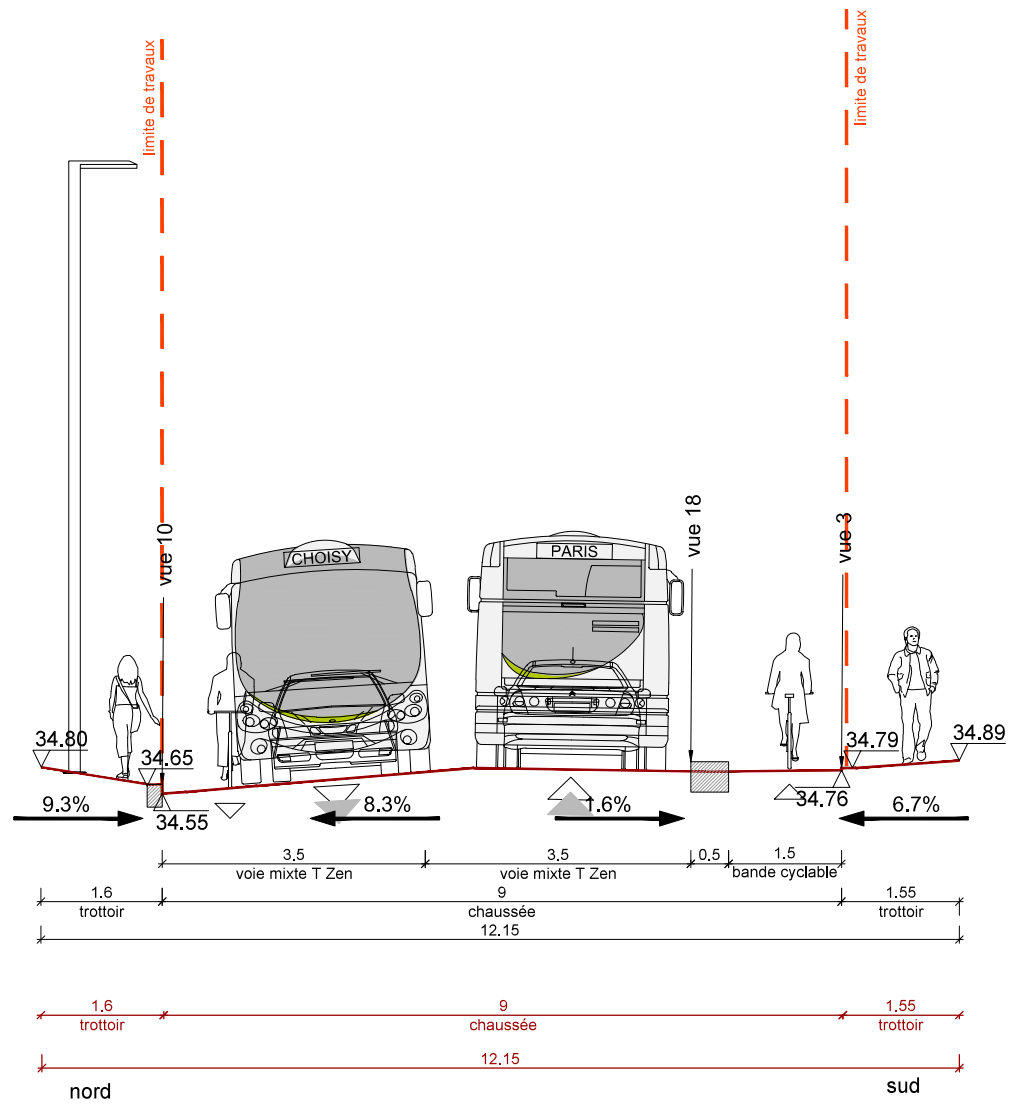 limite de travaux
limite de travaux
vue 10
vue 18
vue 3
CHOISY
PARIS
34.80
34.65
34.79
34.89
34.55
34.76
9.3%
8.3%
1.6%
6.7%
3.5
3.5
0.5
1.5
voie mixte T Zen
voie mixte T Zen
bande cyclable
1.6
9
1.55
trottoir
chaussée
trottoir
12.15
1.6
9
1.55
trottoir
chaussée
trottoir
12.15
nord
sud